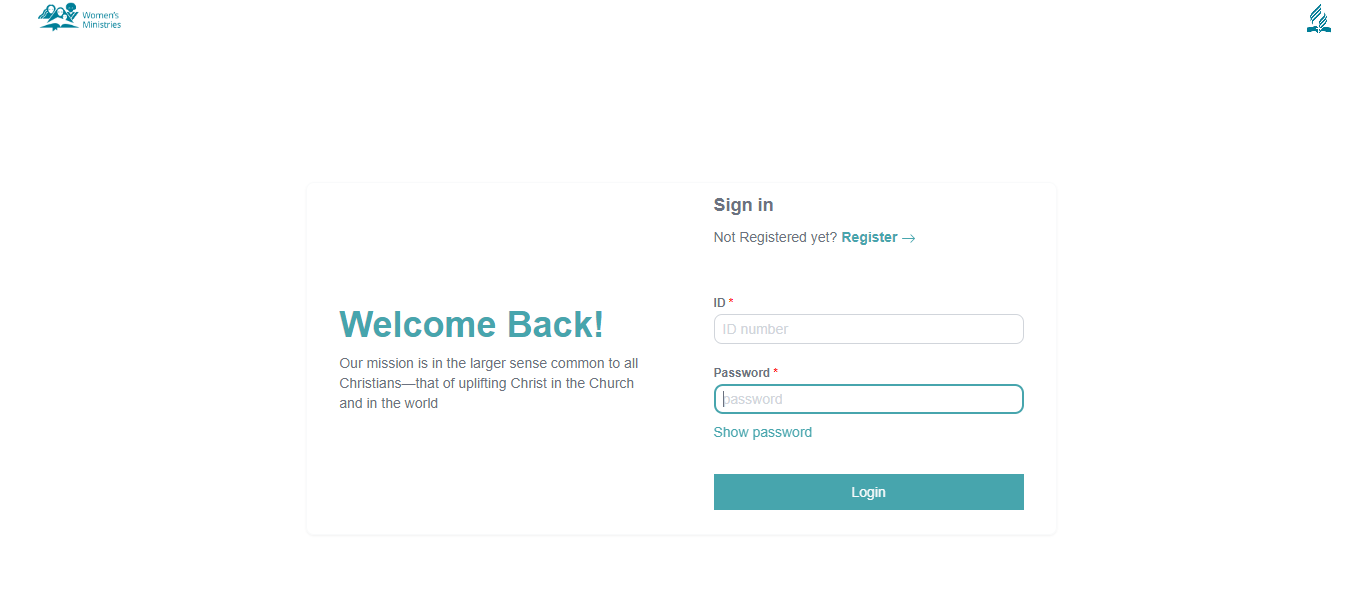 Women's
Ministries
Sign in
Not Registered yet? Register →
Welcome Back!
Our mission is in the larger sense common to all
Christians—that of uplifting Christ in the Church
and in the world
ID *
ID number
Password *
password
Show password
Login